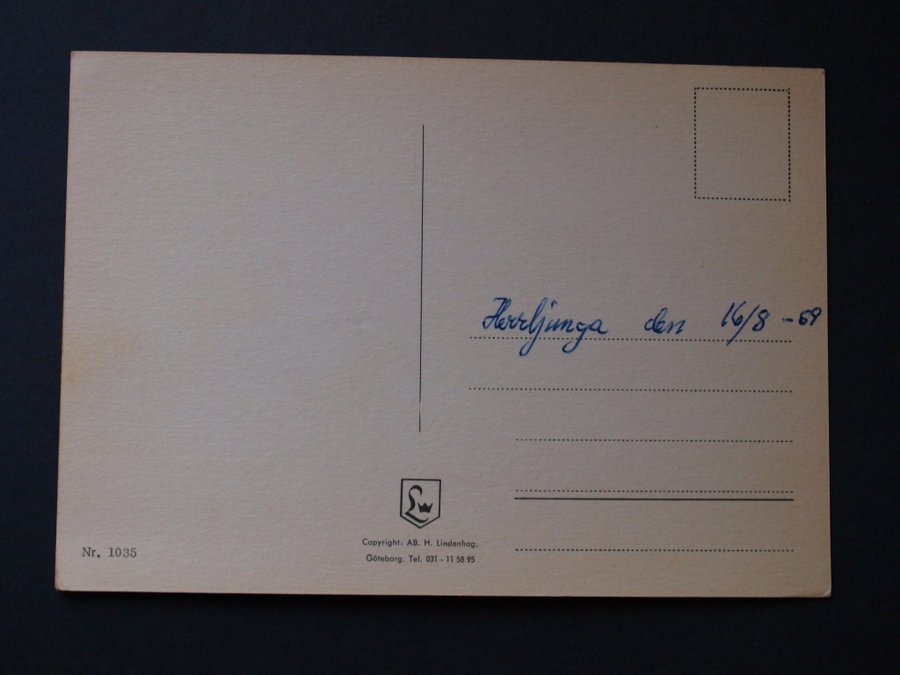 Herrljunga den 16/8 - 69
Nr. 1035
L
Copyright: AB. H. Lindenhag,
Göteborg. Tel. 031 - 11 58 95